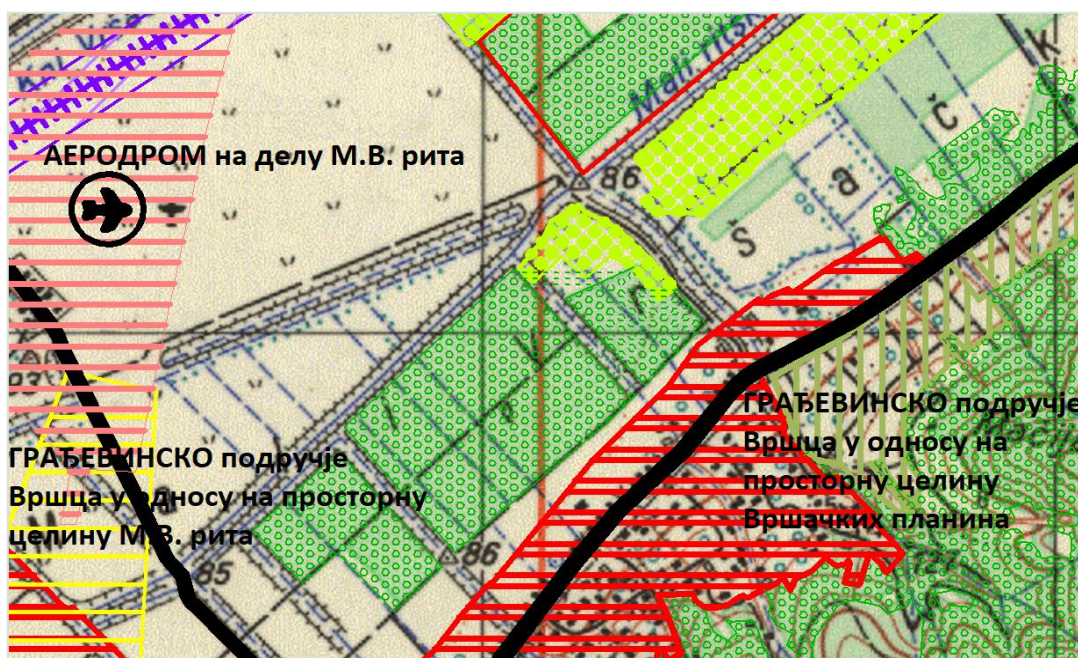 Mali
86
АЕРОДРОМ на делу М.В. рита
ГРАЂЕВИНСКО подручје
Вршца у односу на
просторну целину
Вршачких планина
ГРАЂЕВИНСКО подручје
Вршца у односу на просторну
целину М.В. рита
86
85